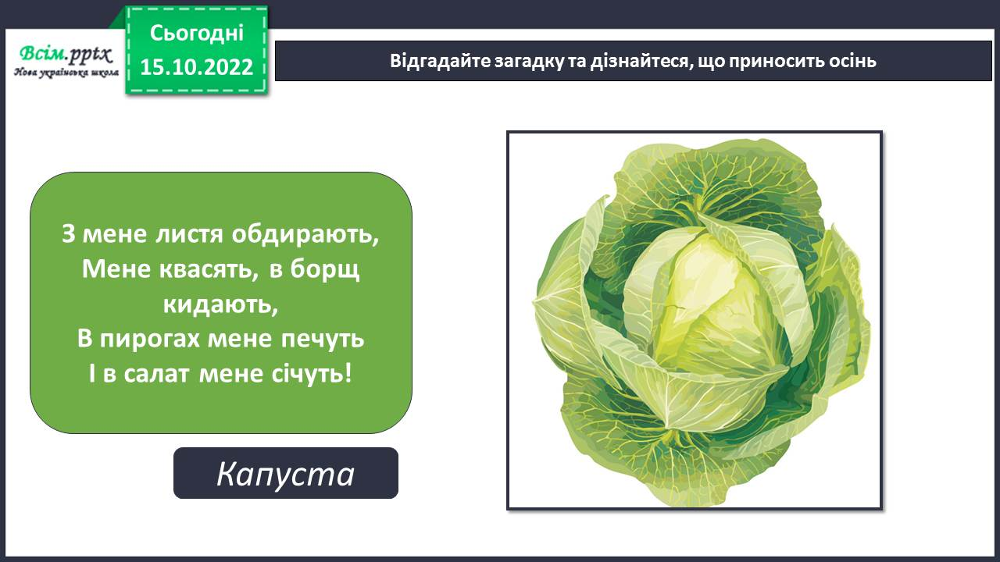 Сьогодні
15.10.2022
Всім.pptx
Нова українська школа
Відгадайте загадку та дізнайтеся, що приносить осінь
З мене листя обдирають,
Мене квасять, в борщ
кидають,
В пирогах мене печуть
І в салат мене січуть!
Капуста